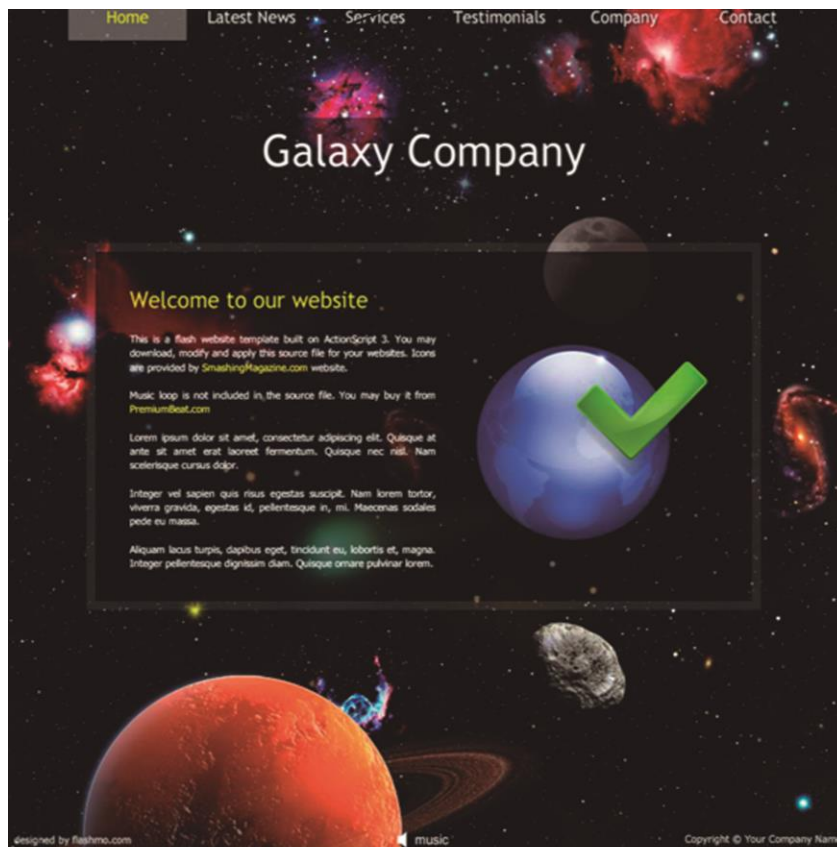 Home Latest News Services Testimonials Company Contact
Galaxy Company
Welcome to our website
This is a flash website template built on ActionScript 3. You may
download, modify and apply this source file for your websites. Icons
are provided by SmashingMagazine.com website.
Music loop is not included in the source file. You may buy it from
PremiumBeat.com
Lorem ipsum dolor sit amet, consectetur adipiscing elit. Quisque at
ante sit amet erat laoreet fermentum. Quisque nec nisl. Nam
scelerisque cursus dolor.
Integer vel sapien quis risus egestas suscipit. Nam lorem tortor,
viverra gravida, egestas id, pellentesque in, mi. Maecenas sodales
pede eu massa.
Aliquam lacus turpis, dapibus eget, tincidunt eu, lobortis et, magna.
Integer pellentesque dignissim diam. Quisque ornare pulvinar lorem.
designed by flashmo.com music Copyright © Your Company Name